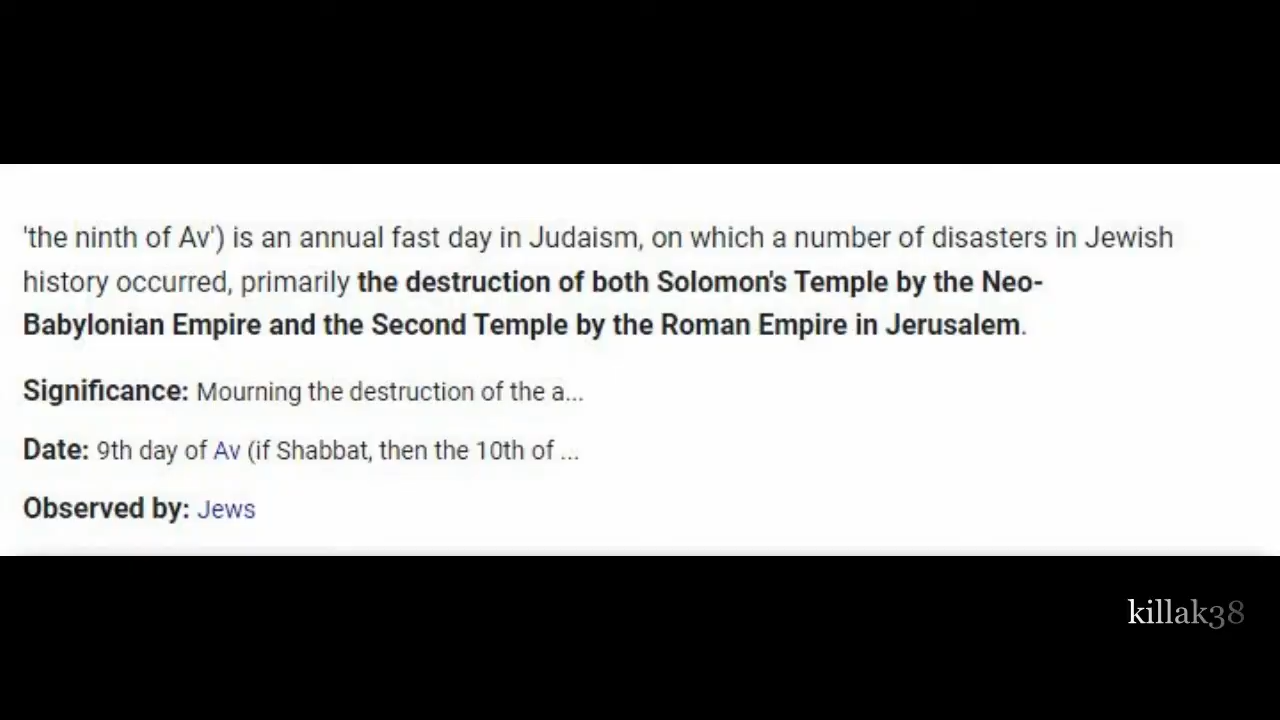 'the ninth of Av') is an annual fast day in Judaism, on which a number of disasters in Jewish
history occurred, primarily the destruction of both Solomon's Temple by the Neo-
Babylonian Empire and the Second Temple by the Roman Empire in Jerusalem.
Significance: Mourning the destruction of the a...
Date: 9th day of Av (if Shabbat, then the 10th of ...
Observed by: Jews
killak38